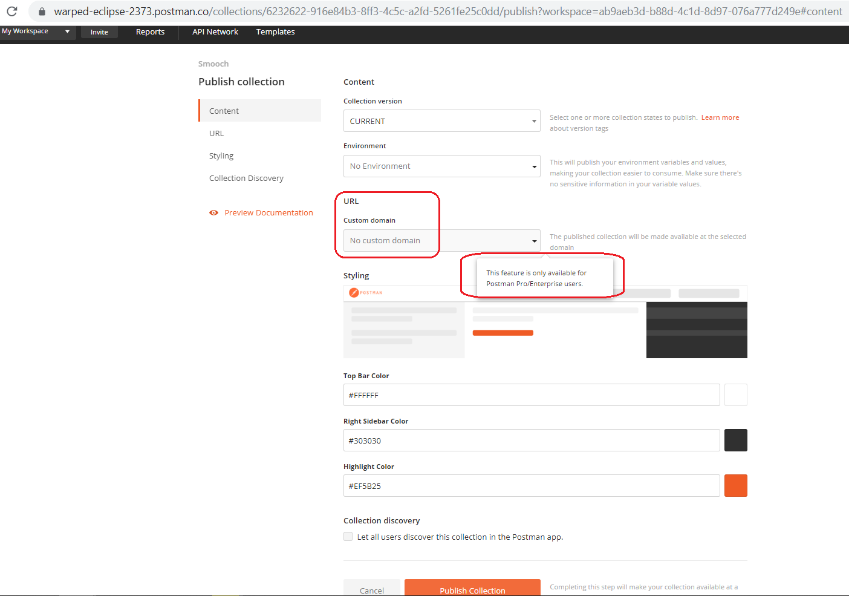 warped-eclipse-2373.postman.co/collections/6232622-916e84b3-8ff3-4c5c-a2fd-5261fe25c0dd/publish?workspace=ab9aeb3d-b88d-4c1d-8d97-076a777d249e#content
My Workspace Invite Reports API Network Templates
Smooch
Publish collection
Content
URL
Styling
Collection Discovery
Preview Documentation
Content
Collection version
CURRENT
Select one or more collection states to publish. Learn more
about version tags
Environment
No Environment
This will publish your environment variables and values,
making your collection easier to consume. Make sure there's
no sensitive information in your variable values.
URL
Custom domain
No custom domain
The published collection will be made available at the selected
domain
This feature is only available for
Postman Pro/Enterprise users.
Styling
POSTMAN
Top Bar Color
#FFFFFF
Right Sidebar Color
#303030
Highlight Color
#EF5B25
Collection discovery
Let all users discover this collection in the Postman app.
Cancel
Publish Collection
Completing this step will make your collection available at a